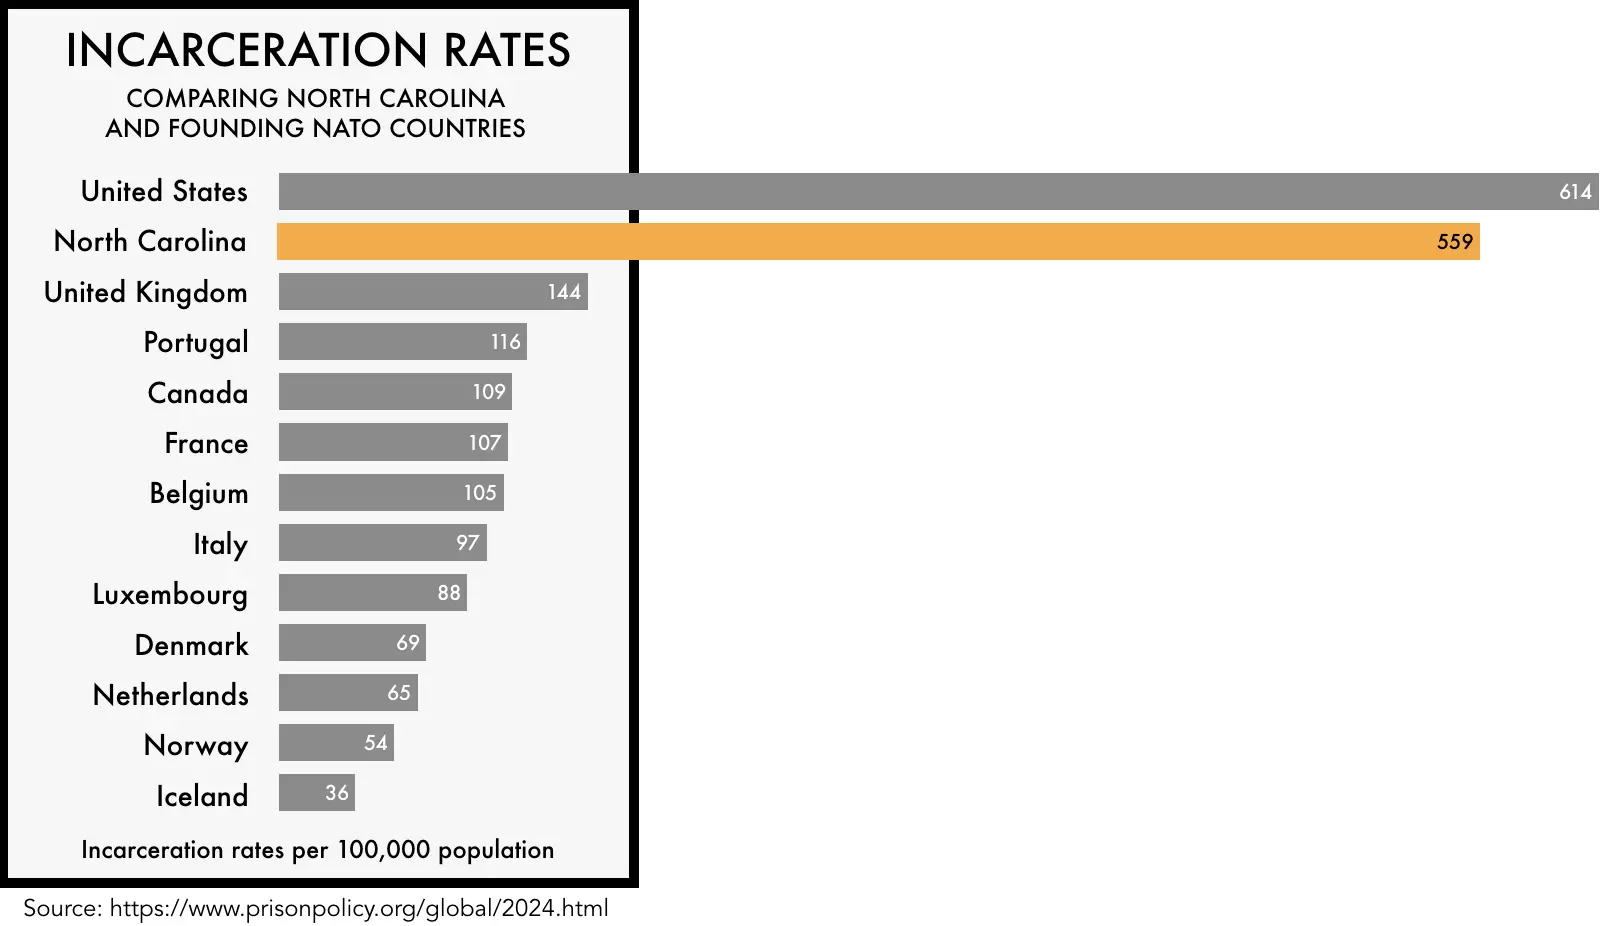 INCARCERATION RATES
COMPARING NORTH CAROLINA
AND FOUNDING NATO COUNTRIES
United States 614
North Carolina 559
United Kingdom 144
Portugal 116
Canada 109
France 107
Belgium 105
Italy 97
Luxembourg 88
Denmark 69
Netherlands 65
Norway 54
Iceland 36
Incarceration rates per 100,000 population
Source: https://www.prisonpolicy.org/global/2024.html